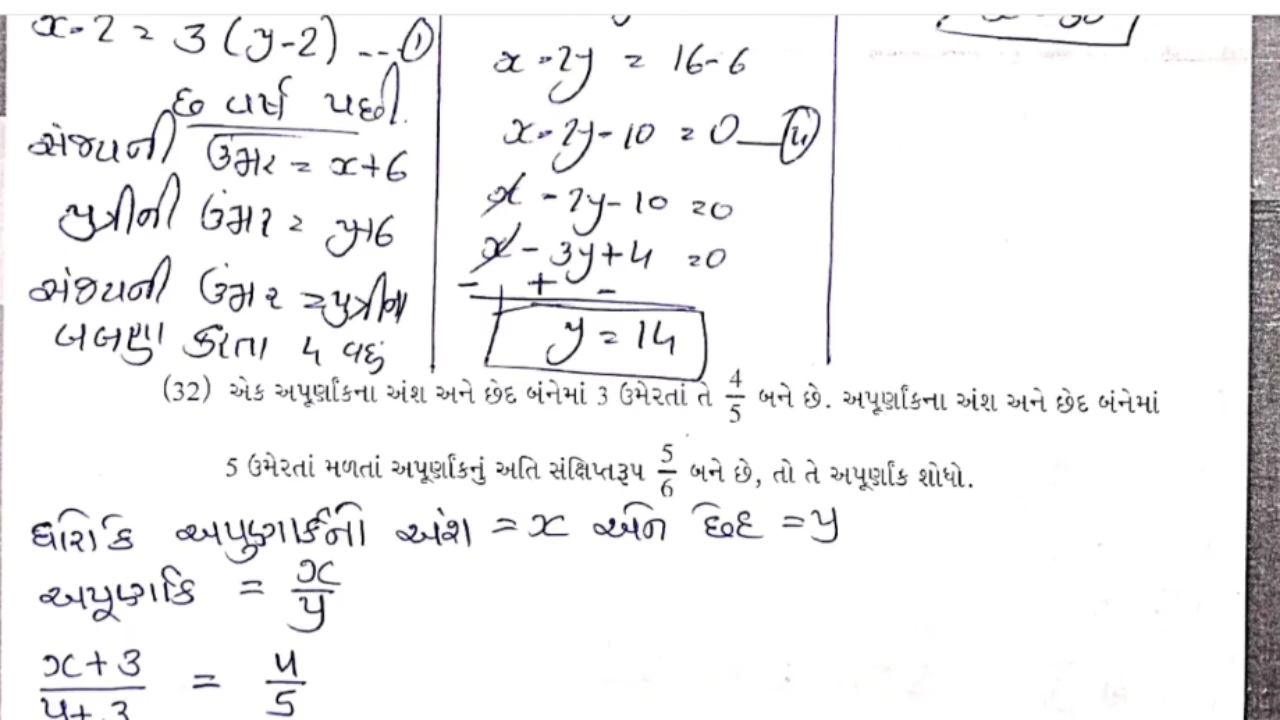 x-2 = 3 (y-2) --- ①
છ વર્ષ પછી.
સંજયની ઉંમર = x+6
પુત્રીની ઉંમર = y+6
સંજયની ઉંમર = પુત્રીના
બમણા કરતા 4 વધુ
x - 2y = 16-6
x - 2y - 10 = 0
x - 2y - 10 = 0
x - 3y + 4 = 0
- + -
y = 14
(32) એક અપૂર્ણાંકના અંશ અને છેદ બંનેમાં 3 ઉમેરતાં તે 4/5 બને છે. અપૂર્ણાંકના અંશ અને છેદ બંનેમાં
5 ઉમેરતાં મળતાં અપૂર્ણાંકનું અતિ સંક્ષિપ્તરૂપ 5/6 બને છે, તો તે અપૂર્ણાંક શોધો.
ધારોકે અપુર્ણાકનો અંશ = x અને છેદ = y
અપૂર્ણાક = x/y
x+3/y+3 = 4/5